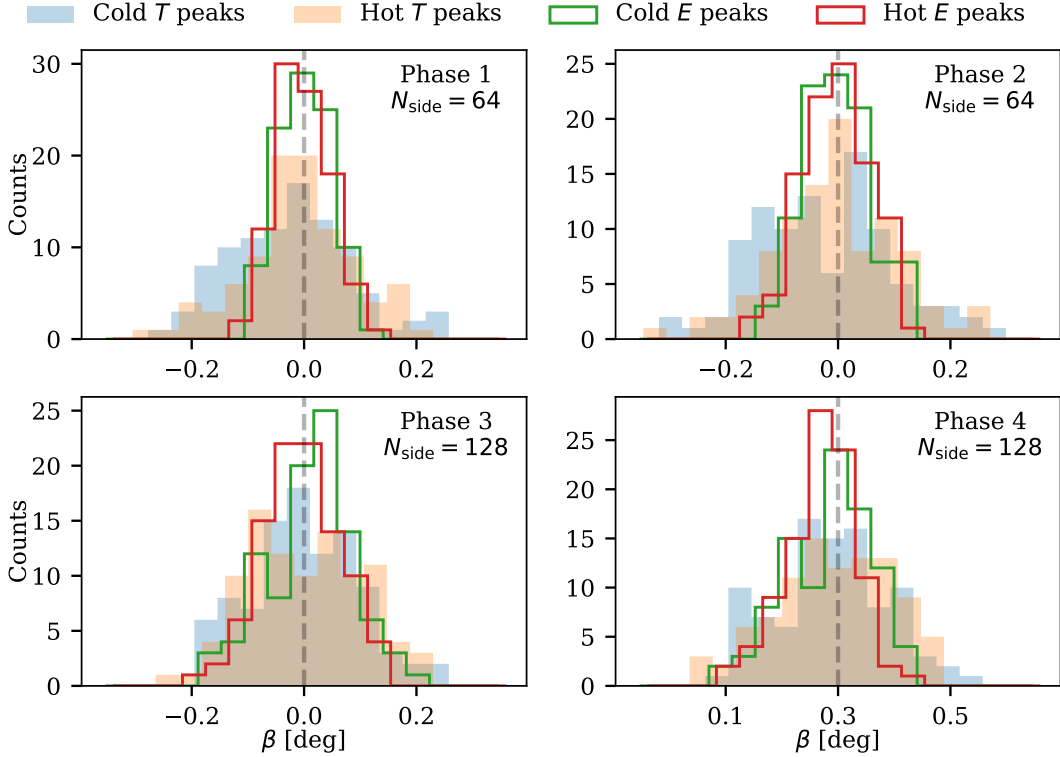 Cold T peaks Hot T peaks Cold E peaks Hot E peaks
Phase 1
N_side = 64
Counts
30
20
10
0
−0.2 0.0 0.2
Phase 2
N_side = 64
25
20
15
10
5
0
−0.2 0.0 0.2
Phase 3
N_side = 128
Counts
25
20
15
10
5
0
−0.2 0.0 0.2
β [deg]
Phase 4
N_side = 128
25
20
15
10
5
0
0.1 0.3 0.5
β [deg]